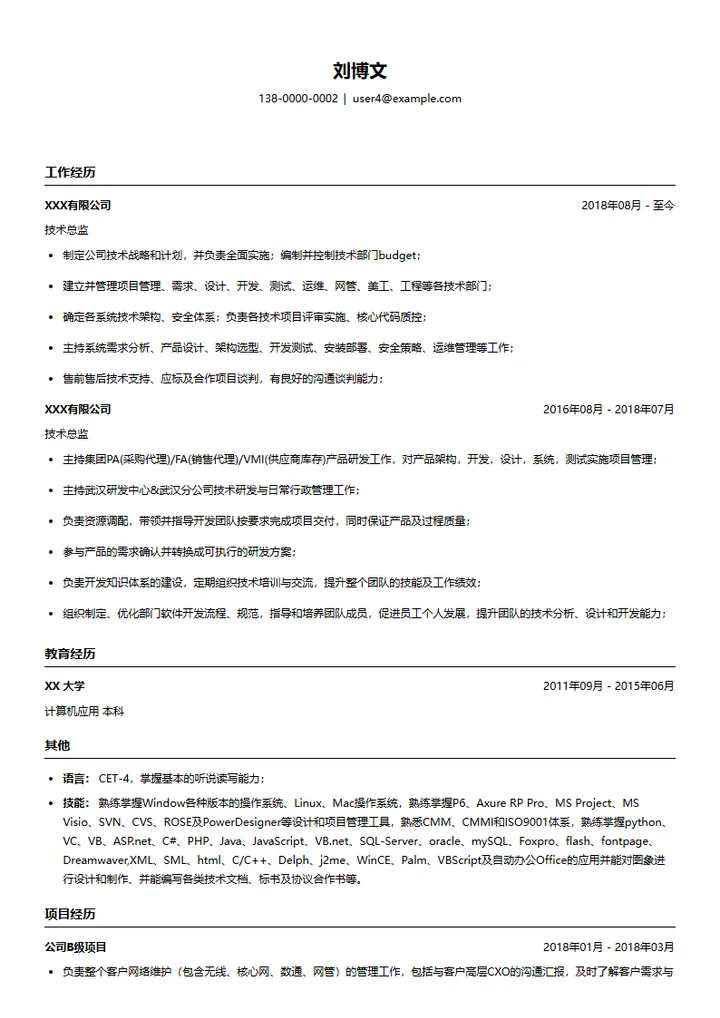 刘博文
138-0000-0002 | user4@example.com
工作经历
XXX有限公司 2018年08月 - 至今
技术总监
• 制定公司技术战略和计划，并负责全面实施；编制并控制技术部门budget；
• 建立并管理项目管理、需求、设计、开发、测试、运维、网管、美工、工程等各技术部门；
• 确定各系统技术架构、安全体系；负责各技术项目评审实施、核心代码质控；
• 主持系统需求分析、产品设计、架构选型、开发测试、安装部署、安全策略、运维管理等工作；
• 售前售后技术支持、应标及合作项目谈判，有良好的沟通谈判能力；
XXX有限公司 2016年08月 - 2018年07月
技术总监
• 主持集团PA(采购代理)/FA(销售代理)/VMI(供应商库存)产品研发工作，对产品架构，开发，设计，系统，测试实施项目管理；
• 主持武汉研发中心&武汉分公司技术研发与日常行政管理工作；
• 负责资源调配，带领并指导开发团队按要求完成项目交付，同时保证产品及过程质量；
• 参与产品的需求确认并转换成可执行的研发方案；
• 负责开发知识体系的建设，定期组织技术培训与交流，提升整个团队的技能及工作绩效；
• 组织制定、优化部门软件开发流程、规范，指导和培养团队成员，促进员工个人发展，提升团队的技术分析、设计和开发能力；
教育经历
XX 大学 2011年09月 - 2015年06月
计算机应用 本科
其他
• 语言： CET-4，掌握基本的听说读写能力；
• 技能： 熟练掌握Window各种版本的操作系统、Linux、Mac操作系统，熟练掌握P6、Axure RP Pro、MS Project、MS
Visio、SVN、CVS、ROSE及PowerDesigner等设计和项目管理工具，熟悉CMM、CMMI和ISO9001体系，熟练掌握python、
VC、VB、ASP.net、C#、PHP、Java、JavaScript、VB.net、SQL-Server、oracle、mySQL、Foxpro、flash、fontpage、
Dreamwaver,XML、SML、html、C/C++、Delph、j2me、WinCE、Palm、VBScript及自动办公Office的应用并能对图象进
行设计和制作、并能编写各类技术文档、标书及协议合作书等。
项目经历
公司B级项目 2018年01月 - 2018年03月
• 负责整个客户网络维护（包含无线、核心网、数通、网管）的管理工作，包括与客户高层CXO的沟通汇报，及时了解客户需求与